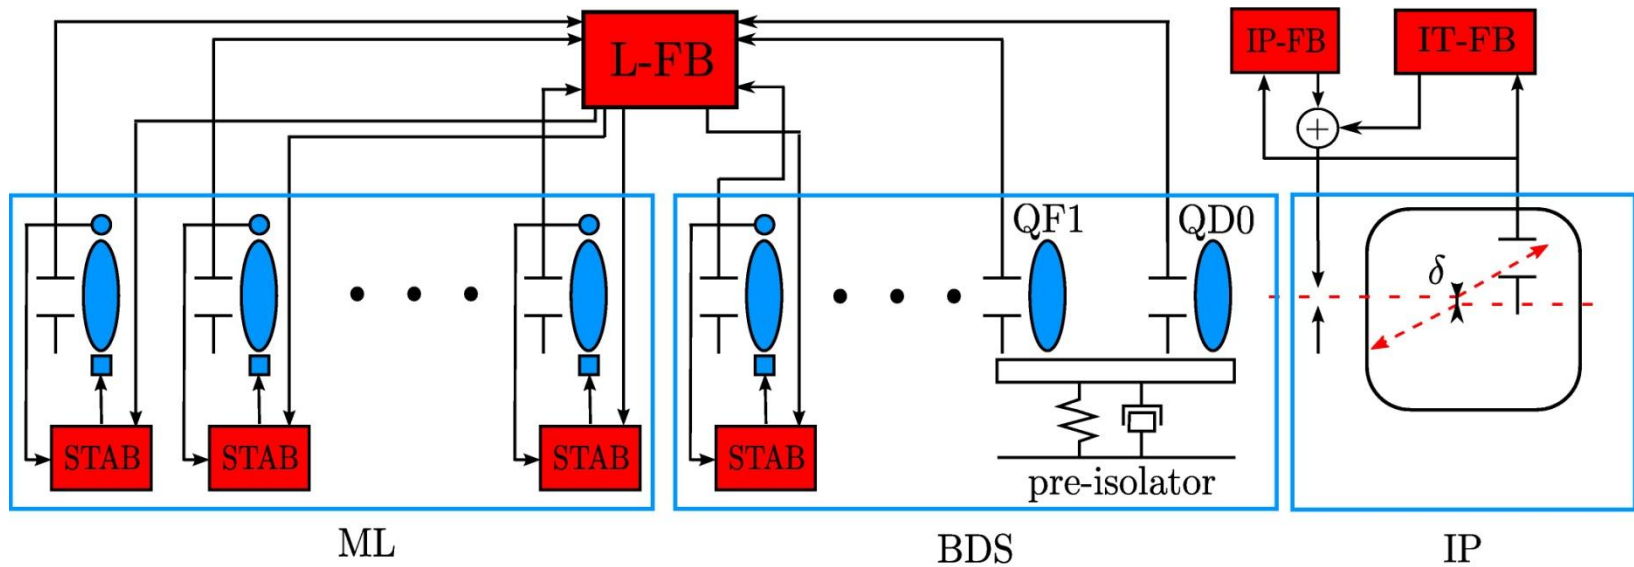 L-FB
IP-FB
IT-FB
+
QF1
QD0
δ
STAB
STAB
STAB
STAB
pre-isolator
ML
BDS
IP